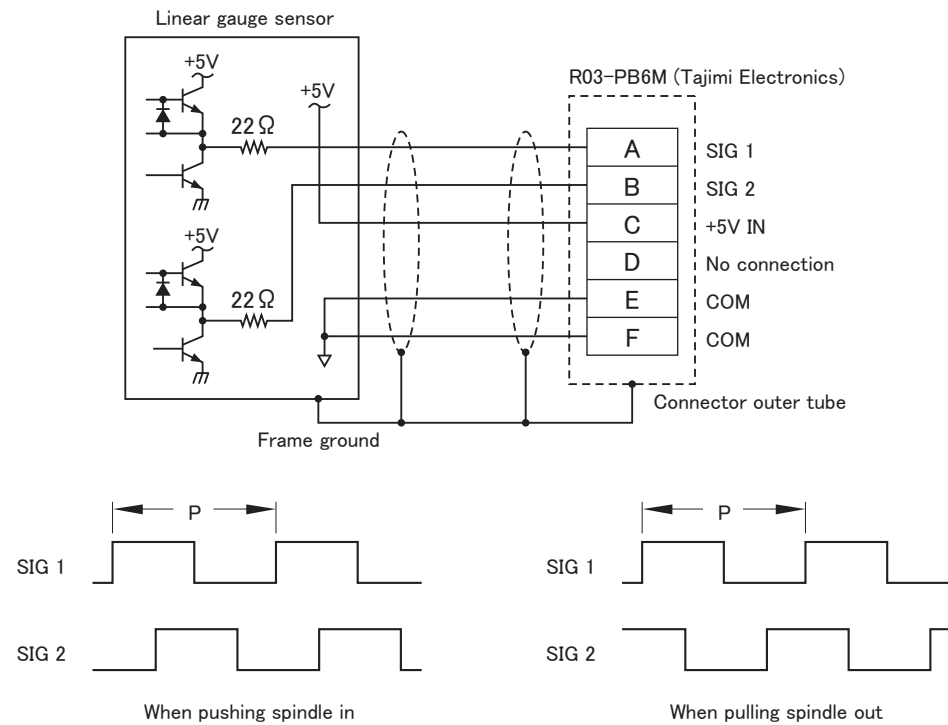 Linear gauge sensor
R03-PB6M (Tajimi Electronics)
+5V
+5V
22Ω
A SIG 1
B SIG 2
C +5V IN
+5V
D No connection
22Ω
E COM
F COM
Connector outer tube
Frame ground
P
SIG 1
SIG 2
When pushing spindle in
P
SIG 1
SIG 2
When pulling spindle out